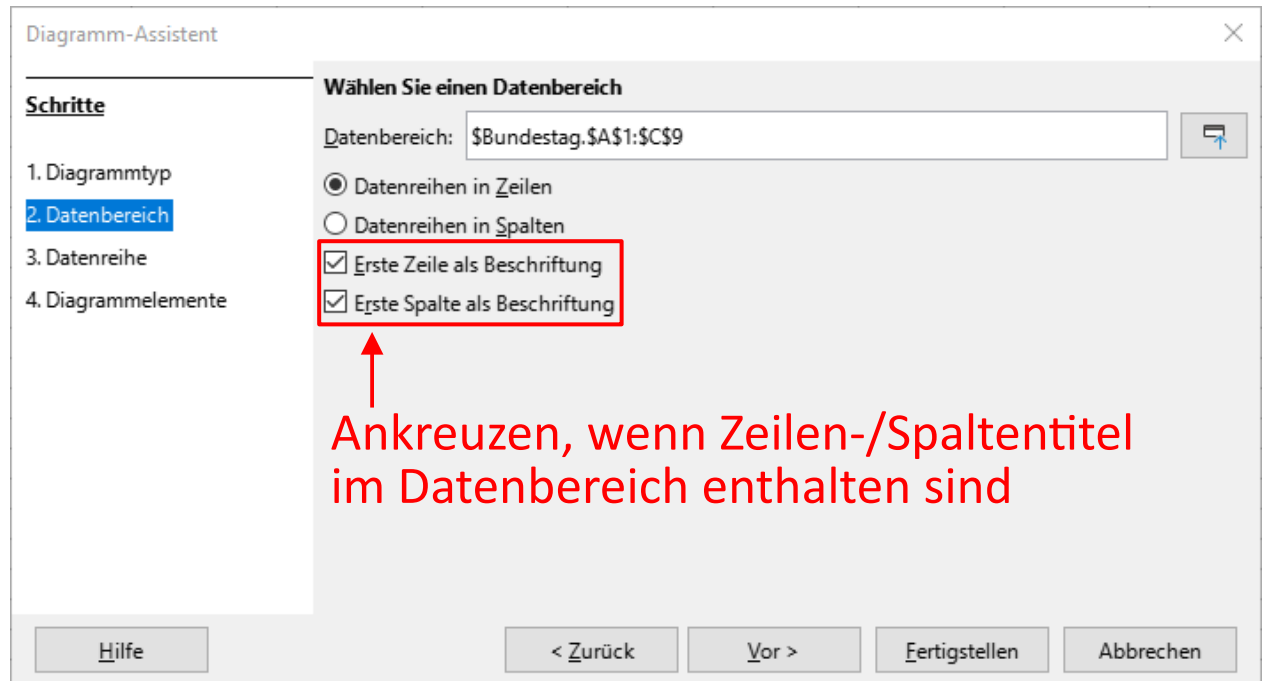 Diagramm-Assistent
Schritte
1. Diagrammtyp
2. Datenbereich
3. Datenreihe
4. Diagrammelemente
Wählen Sie einen Datenbereich
Datenbereich: $Bundestag.$A$1:$C$9
Datenreihen in Zeilen
Datenreihen in Spalten
Erste Zeile als Beschriftung
Erste Spalte als Beschriftung
Ankreuzen, wenn Zeilen-/Spaltentitel
im Datenbereich enthalten sind
Hilfe
< Zurück
Vor >
Fertigstellen
Abbrechen